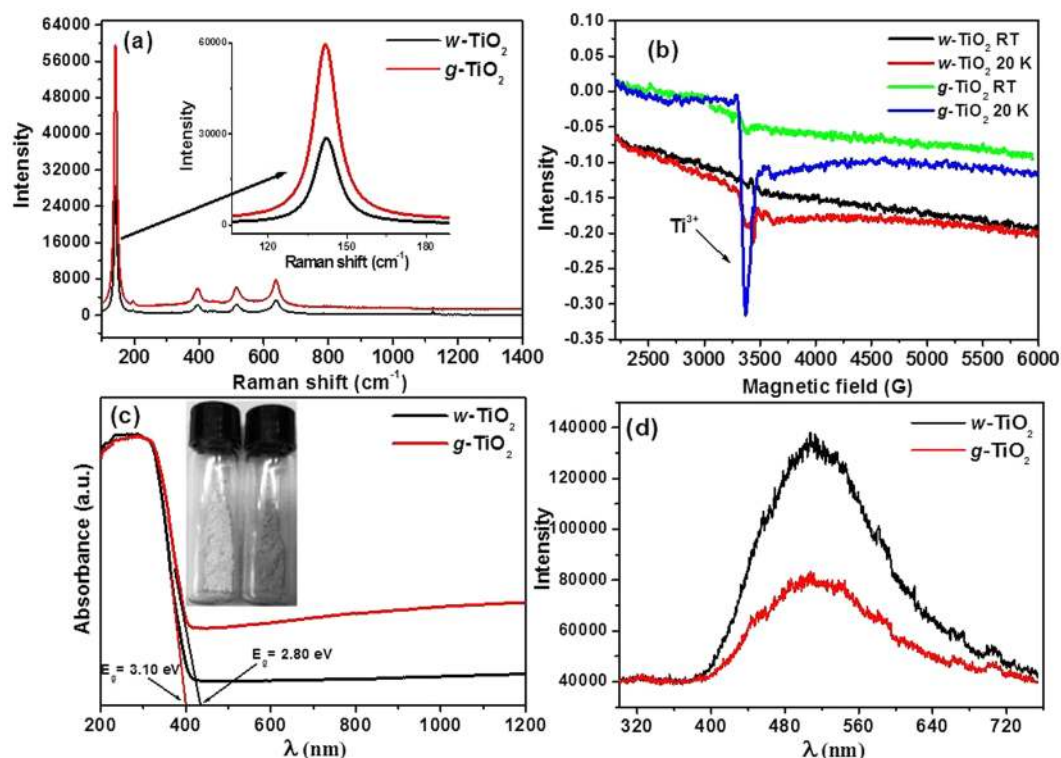 (a)
w-TiO₂
g-TiO₂
64000
56000
48000
40000
32000
24000
16000
8000
0
Intensity
60000
30000
0
Intensity
120 150 180
Raman shift (cm⁻¹)
200 400 600 800 1000 1200 1400
Raman shift (cm⁻¹)
(b)
w-TiO₂ RT
w-TiO₂ 20 K
g-TiO₂ RT
g-TiO₂ 20 K
0.10
0.05
0.00
-0.05
-0.10
-0.15
-0.20
-0.25
-0.30
-0.35
Intensity
Ti³⁺
2500 3000 3500 4000 4500 5000 5500 6000
Magnetic field (G)
(c)
w-TiO₂
g-TiO₂
Absorbance (a.u.)
E_g= 3.10 eV
E_g= 2.80 eV
200 400 600 800 1000 1200
λ (nm)
(d)
w-TiO₂
g-TiO₂
140000
120000
100000
80000
60000
40000
Intensity
300 400 480 560 640 720
λ (nm)